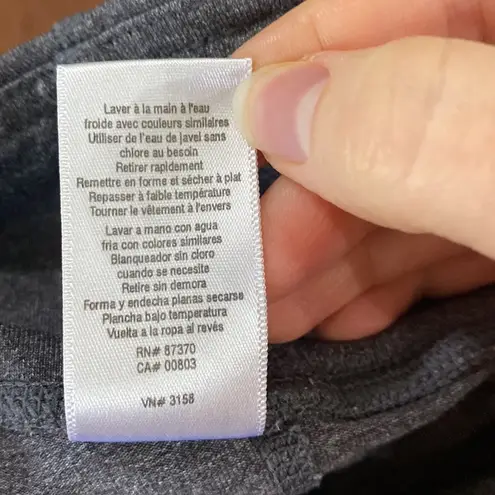 Laver à la main à l'eau
froide avec couleurs similaires
Utiliser de l'eau de javel sans
chlore au besoin
Retirer rapidement
Remettre en forme et sécher à plat
Repasser à faible température
Tourner le vêtement à l'envers
Lavar a mano con agua
fria con colores similares
Blanqueador sin cloro
cuando se necesite
Retire sin demora
Forma y endecha planas secarse
Plancha bajo temperatura
Vuelta a la ropa al revés
RN# 87370
CA# 00803
VN# 3158